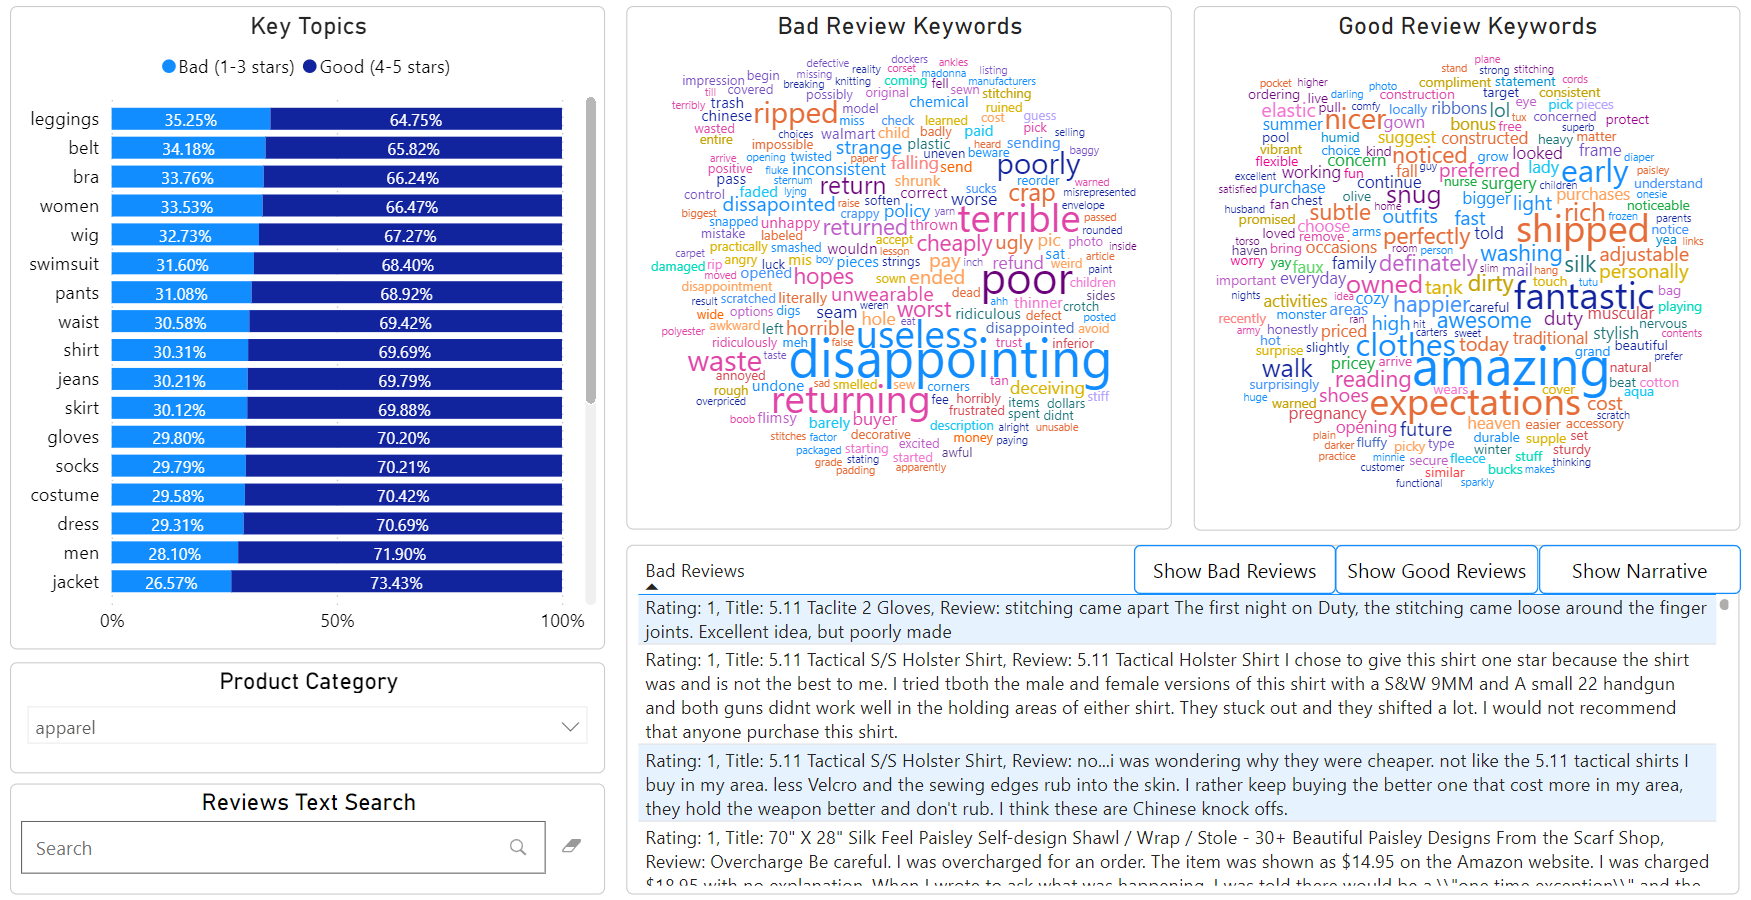 Key Topics
Bad (1-3 stars) Good (4-5 stars)
leggings 35.25% 64.75%
belt 34.18% 65.82%
bra 33.76% 66.24%
women 33.53% 66.47%
wig 32.73% 67.27%
swimsuit 31.60% 68.40%
pants 31.08% 68.92%
waist 30.58% 69.42%
shirt 30.31% 69.69%
jeans 30.21% 69.79%
skirt 30.12% 69.88%
gloves 29.80% 70.20%
socks 29.79% 70.21%
costume 29.58% 70.42%
dress 29.31% 70.69%
men 28.10% 71.90%
jacket 26.57% 73.43%
0% 50% 100%
Product Category
apparel
Reviews Text Search
Search
Bad Review Keywords
dockers
defective reality corset ankles
impression begin missing madonna listing
breaking knitting coming fell manufacturers
till covered possibly original sewn stitching
terribly trash ripped model chemical ruined
chinese miss check learned cost guess
wasted choices walmart child badly paid pick selling
entire impossible strange plastic heard sending
arrive opening twisted paper falling uneven beware poorly baggy
positive fluke inconsistent send
pass sternum return shrunk sucks reorder warned
control faded lying soften correct worse crap misrepresented
biggest dissapointed raise crappy policy yarn terrible envelope
snapped unhappy returned thrown passed
mistake labeled accept cheaply ugly pic photo rounded
practically smashed wouldn lesson inside
carpet angry luck mis boy pieces strings pay refund sat weird article
damaged rip moved opened hopes sown ended inch poor paint
disappointment children
result scratched literally unwearable weren dead ahh thinner sides
wide options digs seam worst ridiculous defect crotch posted
polyester awkward left horrible hole eat useless disappointed avoid
ridiculously meh false trust inferior
waste taste disappointing
annoyed sad smelled sew corners tan deceiving
rough undone stiff
overpriced returning fee horribly items dollars
boob flimsy frustrated spent didnt
barely buyer description alright unusable
stitches factor decorative money paying
packaged starting excited awful
grade stating started
padding apparently
Good Review Keywords
plane
stand strong stitching
pocket higher photo compliment statement cords
ordering live darling construction target consistent
elastic pull comfy locally ribbons lol eye pick pieces
summer nicer gown bonus tux free concerned protect
pool humid suggest constructed superb heavy matter
vibrant choice kind noticed grow looked frame
flexible concern fall guy preferred lady diaper
excellent working fun early paisley
satisfied purchase continue nurse surgery children understand
husband fan chest olive snug bigger light purchases onesie
promised subtle home outfits fast rich frozen noticeable
choose parents
loved remove arms perfectly told shipped notice
torso yea links
haven bring occasions room person washing adjustable
worry yay faux family definately slim mail hang silk personally
important everyday owned tank dirty touch tutu
nights idea cozy happier careful fantastic bag
activities monster areas playing
recently ran high hit awesome duty muscular
army honestly priced carters sweet stylish nervous
hot clothes today traditional contents
surprise slightly grand beautiful
walk pricey arrive amazing prefer
natural
surprisingly reading wears cover beat cotton
huge shoes aqua
warned expectations cost
pregnancy scratch
opening future heaven easier accessory
plain durable supple set
darker fluffy picky type winter sturdy
practice minnie secure fleece stuff
customer similar bucks makes thinking
functional sparkly
Bad Reviews
Show Bad Reviews Show Good Reviews Show Narrative
Rating: 1, Title: 5.11 Taclite 2 Gloves, Review: stitching came apart The first night on Duty, the stitching came loose around the finger
joints. Excellent idea, but poorly made
Rating: 1, Title: 5.11 Tactical S/S Holster Shirt, Review: 5.11 Tactical Holster Shirt I chose to give this shirt one star because the shirt
was and is not the best to me. I tried tboth the male and female versions of this shirt with a S&W 9MM and A small 22 handgun
and both guns didnt work well in the holding areas of either shirt. They stuck out and they shifted a lot. I would not recommend
that anyone purchase this shirt.
Rating: 1, Title: 5.11 Tactical S/S Holster Shirt, Review: no...i was wondering why they were cheaper. not like the 5.11 tactical shirts I
buy in my area. less Velcro and the sewing edges rub into the skin. I rather keep buying the better one that cost more in my area,
they hold the weapon better and don't rub. I think these are Chinese knock offs.
Rating: 1, Title: 70" X 28" Silk Feel Paisley Self-design Shawl / Wrap / Stole - 30+ Beautiful Paisley Designs From the Scarf Shop,
Review: Overcharge Be careful. I was overcharged for an order. The item was shown as $14.95 on the Amazon website. I was charged
$18.95 with no explanation. When I wrote to ask what was happening, I was told there would be a \\"one time exception\\" and the